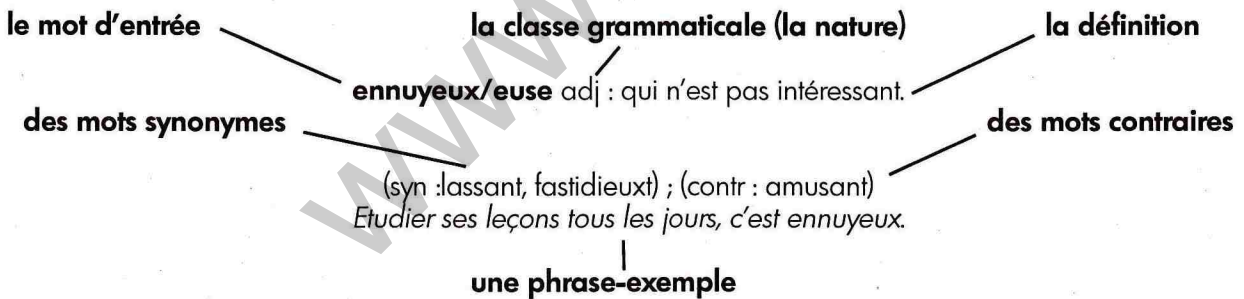 le mot d'entrée
la classe grammaticale (la nature)
la définition
ennuyeux/euse adj : qui n'est pas intéressant.
des mots synonymes
des mots contraires
(syn :lassant, fastidieuxt) ; (contr : amusant)
Etudier ses leçons tous les jours, c'est ennuyeux.
une phrase-exemple
www